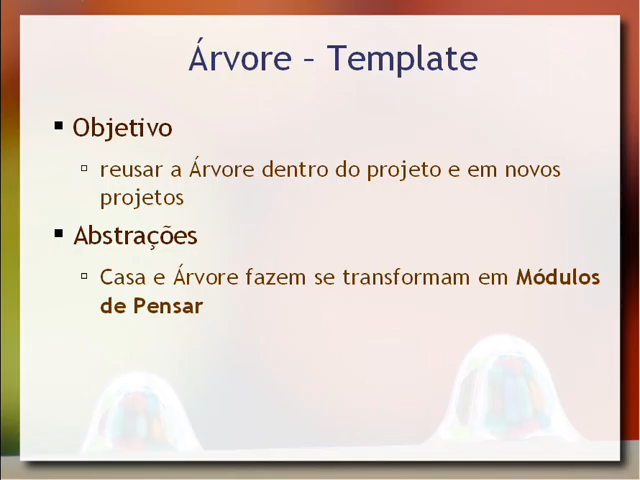 Árvore – Template
Objetivo
reusar a Árvore dentro do projeto e em novos
projetos
Abstrações
Casa e Árvore fazem se transformam em Módulos
de Pensar